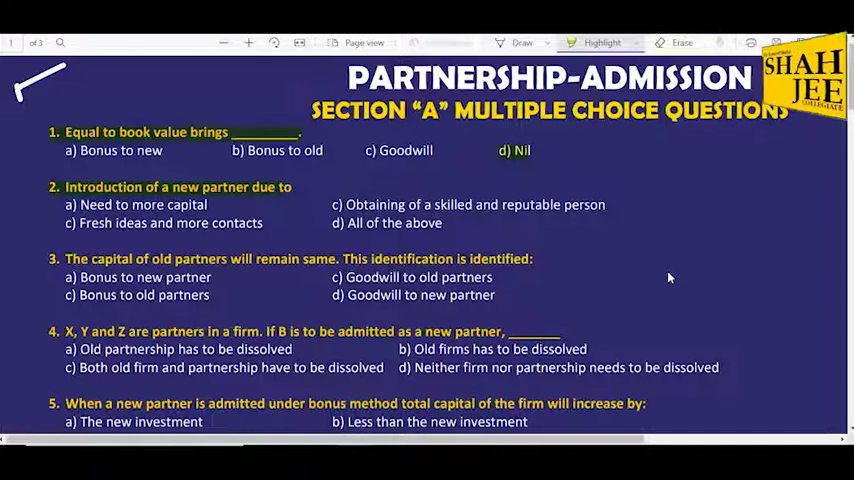 1 of 3 Page view Draw Highlight Erase
SHAH
JEE
COLLEGIATE
PARTNERSHIP-ADMISSION
SECTION “A” MULTIPLE CHOICE QUESTIONS
1. Equal to book value brings ________.
a) Bonus to new b) Bonus to old c) Goodwill d) Nil
2. Introduction of a new partner due to
a) Need to more capital c) Obtaining of a skilled and reputable person
c) Fresh ideas and more contacts d) All of the above
3. The capital of old partners will remain same. This identification is identified:
a) Bonus to new partner c) Goodwill to old partners
c) Bonus to old partners d) Goodwill to new partner
4. X, Y and Z are partners in a firm. If B is to be admitted as a new partner, ______
a) Old partnership has to be dissolved b) Old firms has to be dissolved
c) Both old firm and partnership have to be dissolved d) Neither firm nor partnership needs to be dissolved
5. When a new partner is admitted under bonus method total capital of the firm will increase by:
a) The new investment b) Less than the new investment